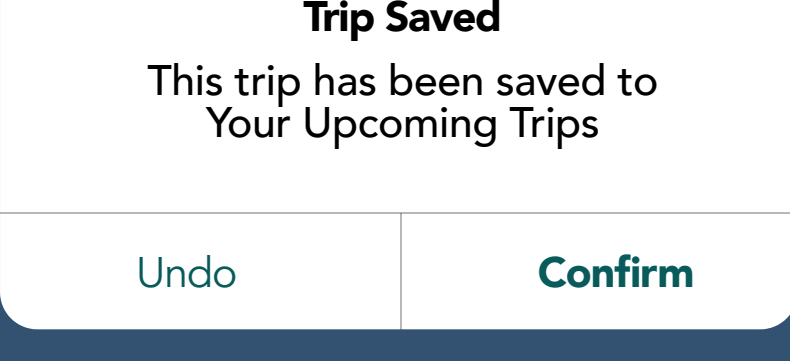 Trip Saved
This trip has been saved to
Your Upcoming Trips
Undo
Confirm